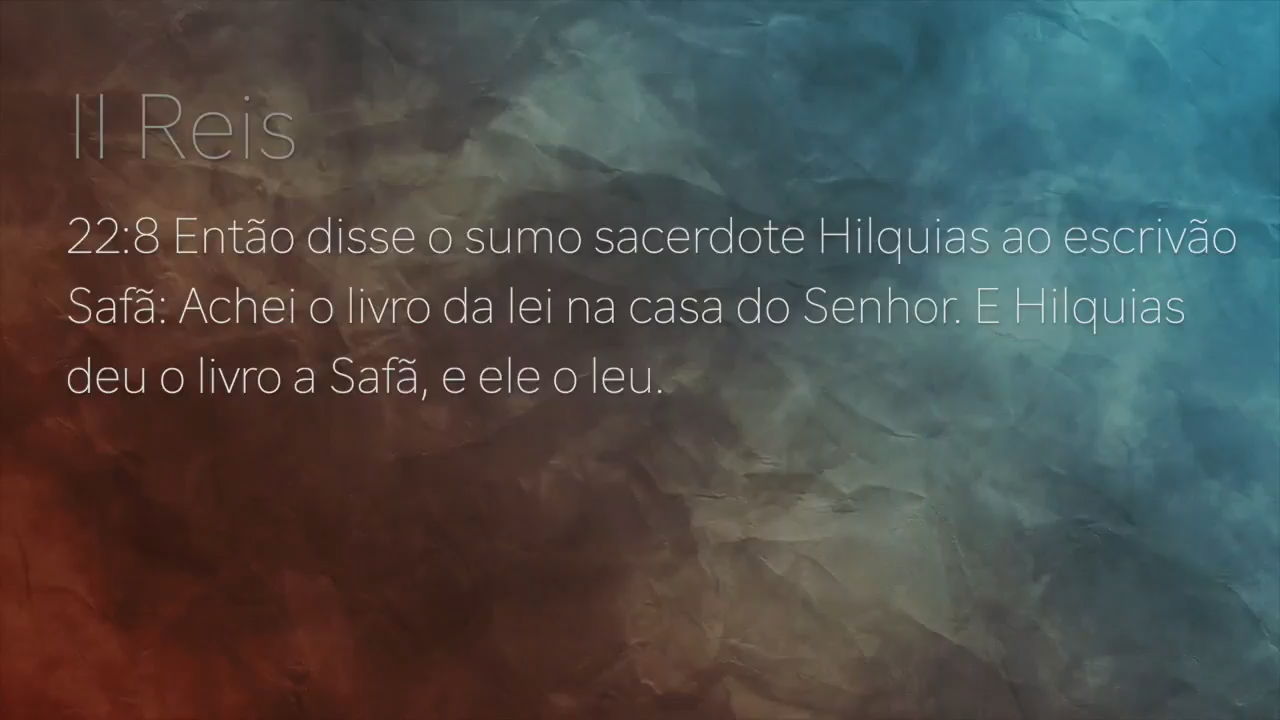 II Reis
22:8 Então disse o sumo sacerdote Hilquias ao escrivão
Safã: Achei o livro da lei na casa do Senhor. E Hilquias
deu o livro a Safã, e ele o leu.